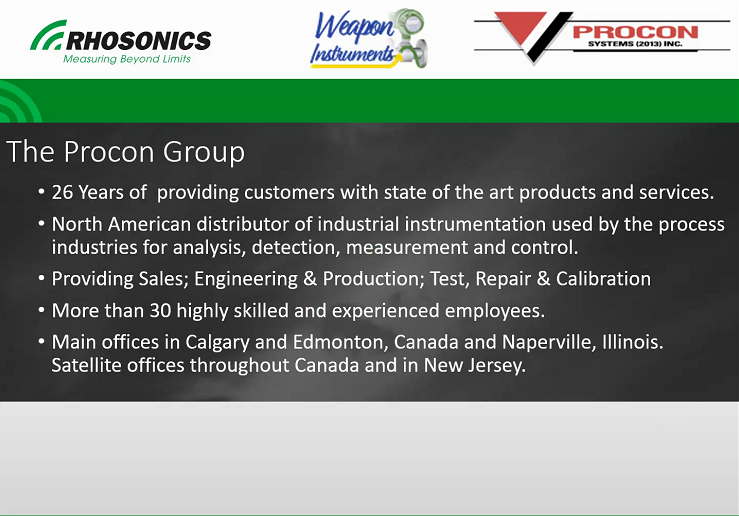 RHOSONICS
Measuring Beyond Limits
Weapon
Instruments
PROCON
SYSTEMS (2013) INC.
The Procon Group
• 26 Years of  providing customers with state of the art products and services.
• North American distributor of industrial instrumentation used by the process
industries for analysis, detection, measurement and control.
• Providing Sales; Engineering & Production; Test, Repair & Calibration
• More than 30 highly skilled and experienced employees.
• Main offices in Calgary and Edmonton, Canada and Naperville, Illinois.
Satellite offices throughout Canada and in New Jersey.